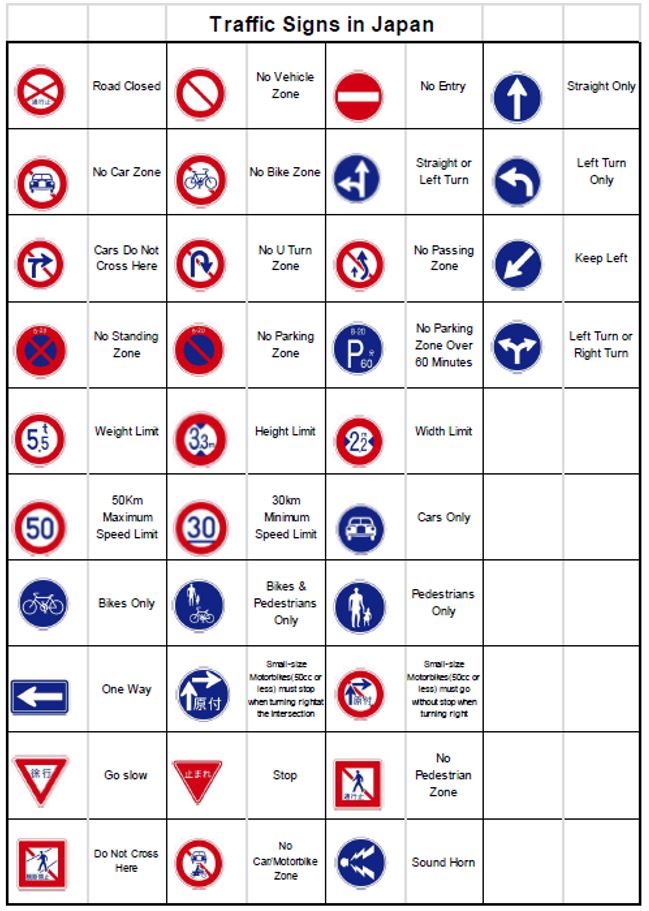 Traffic Signs in Japan
通行止
Road Closed
No Vehicle
Zone
No Entry
Straight Only
No Car Zone
No Bike Zone
Straight or
Left Turn
Left Turn
Only
Cars Do Not
Cross Here
No U Turn
Zone
No Passing
Zone
Keep Left
8-20
No Standing
Zone
8-20
No Parking
Zone
8-20
P
60
No Parking
Zone Over
60 Minutes
Left Turn or
Right Turn
t
5.5
Weight Limit
3.3m
Height Limit
2.2
Width Limit
50
50Km
Maximum
Speed Limit
30
30km
Minimum
Speed Limit
Cars Only
Bikes Only
Bikes &
Pedestrians
Only
Pedestrians
Only
One Way
原付
Small-size
Motorbikes(50cc or
less) must stop
when turning rightat
the Intersection
原付
Small-size
Motorbikes(50cc or
less) must go
without stop when
turning right
徐行
Go slow
止まれ
Stop
通行止
No
Pedestrian
Zone
横断禁止
Do Not Cross
Here
No
Car/Motorbike
Zone
Sound Horn